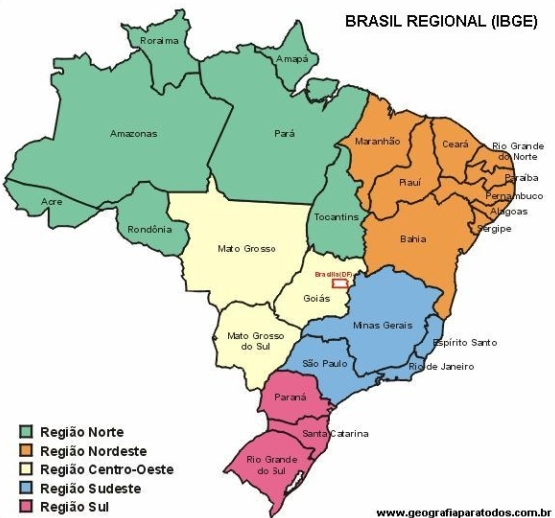 BRASIL REGIONAL (IBGE)
Roraima
Amapá
Amazonas
Pará
Maranhão
Ceará
Rio Grande
do Norte
Paraíba
Piauí
Pernambuco
Alagoas
Sergipe
Acre
Rondônia
Tocantins
Bahia
Mato Grosso
Brasília(DF)
Goiás
Minas Gerais
Espírito Santo
Mato Grosso
do Sul
São Paulo
Rio de Janeiro
Paraná
Santa Catarina
Rio Grande
do Sul
Região Norte
Região Nordeste
Região Centro-Oeste
Região Sudeste
Região Sul
www.geografiaparatodos.com.br